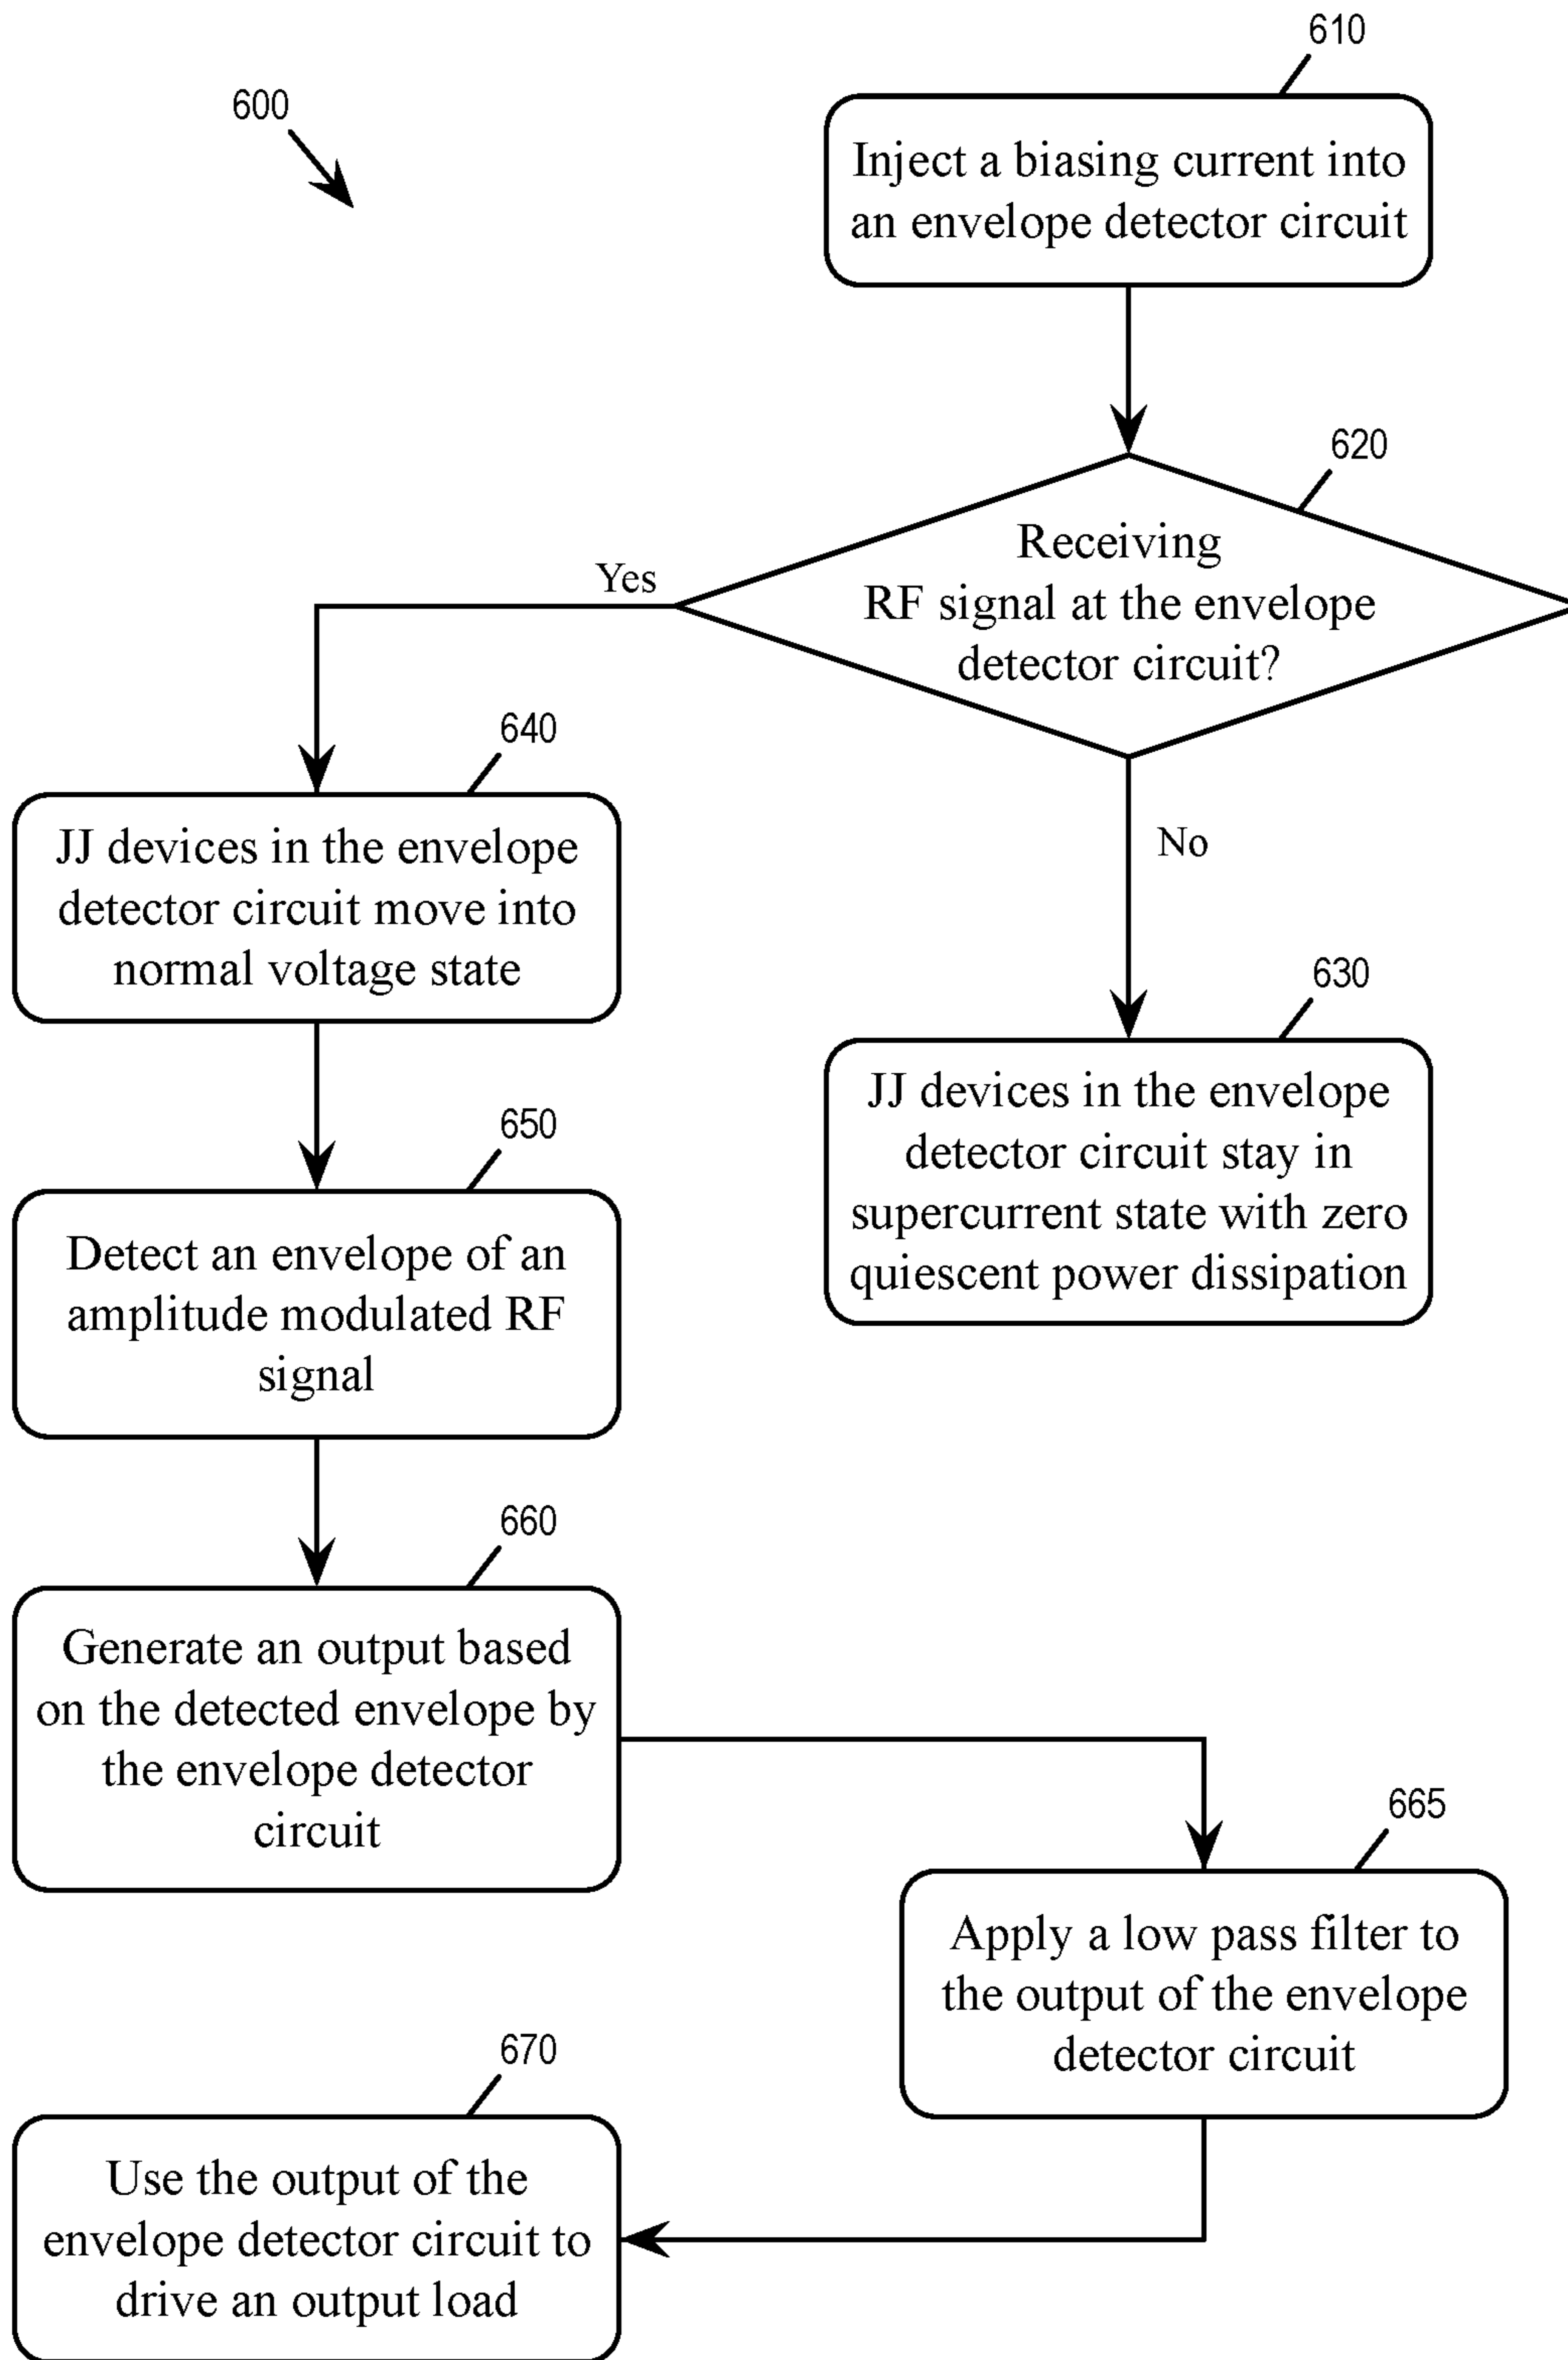 610
600
Inject a biasing current into
an envelope detector circuit
620
Receiving
RF signal at the envelope
detector circuit?
Yes
No
640
JJ devices in the envelope
detector circuit move into
normal voltage state
630
JJ devices in the envelope
detector circuit stay in
supercurrent state with zero
quiescent power dissipation
650
Detect an envelope of an
amplitude modulated RF
signal
660
Generate an output based
on the detected envelope by
the envelope detector
circuit
665
Apply a low pass filter to
the output of the envelope
detector circuit
670
Use the output of the
envelope detector circuit to
drive an output load